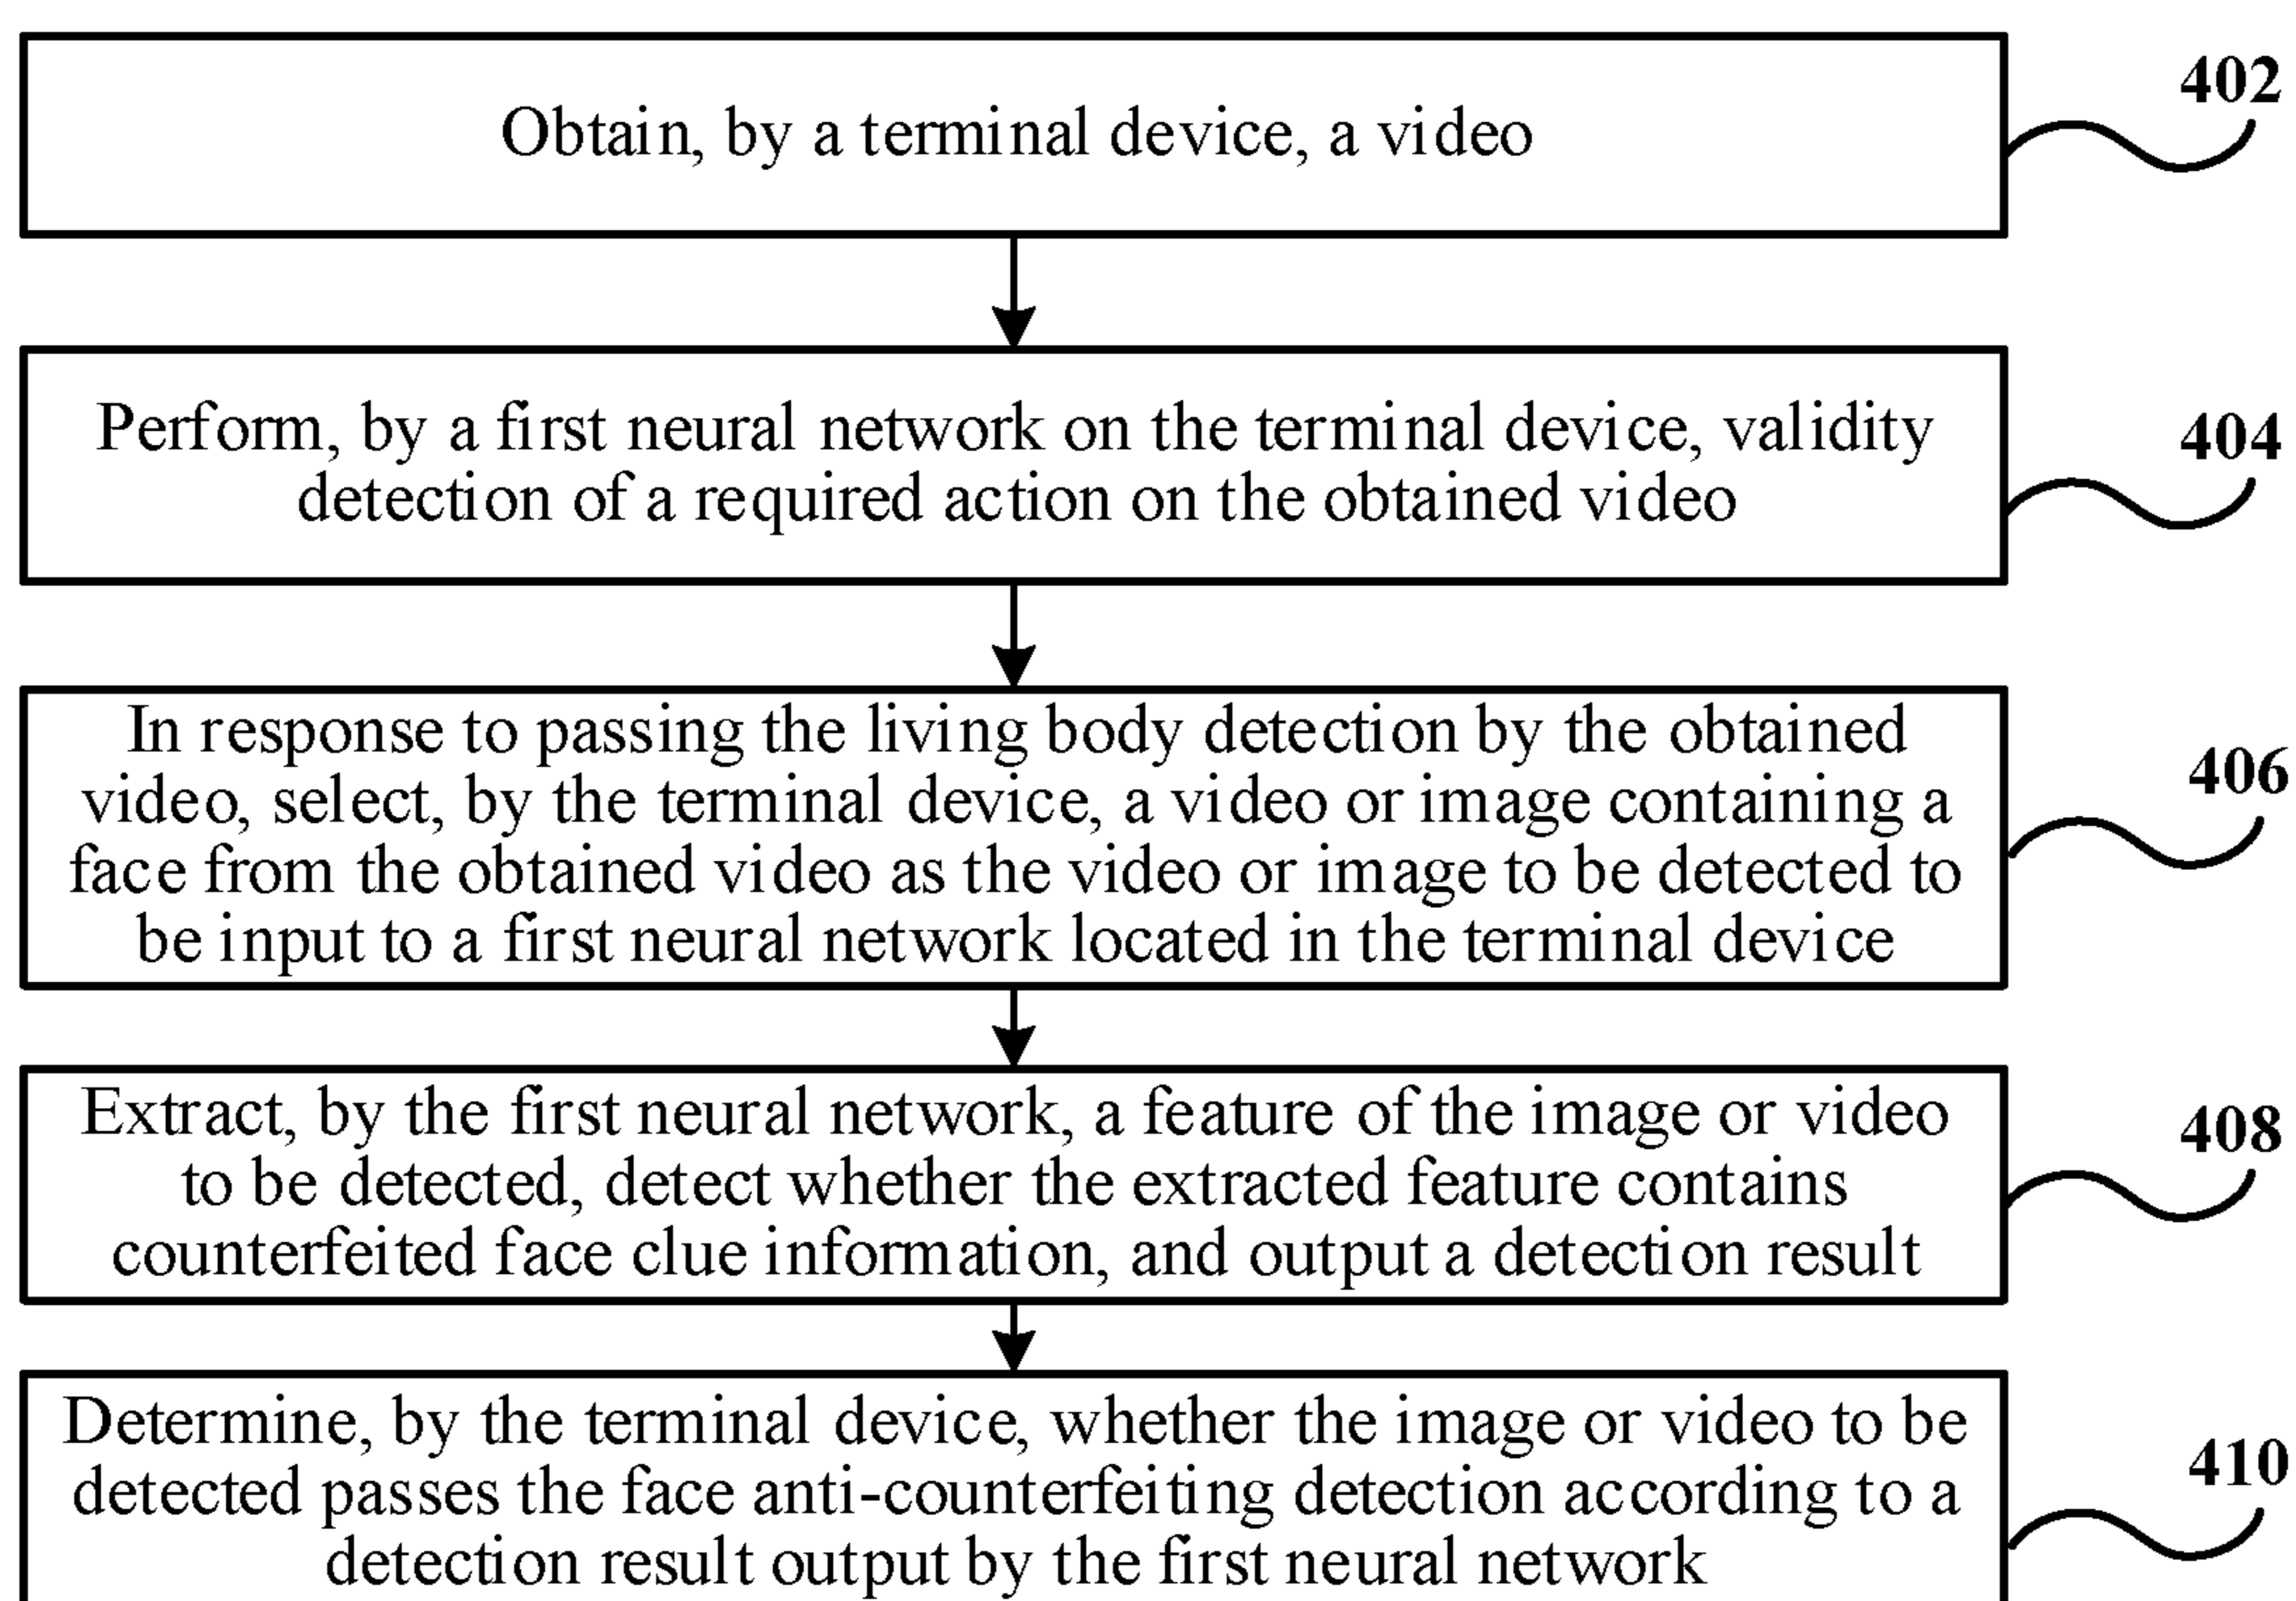 Obtain, by a terminal device, a video
402
Perform, by a first neural network on the terminal device, validity
detection of a required action on the obtained video
404
In response to passing the living body detection by the obtained
video, select, by the terminal device, a video or image containing a
face from the obtained video as the video or image to be detected to
be input to a first neural network located in the terminal device
406
Extract, by the first neural network, a feature of the image or video
to be detected, detect whether the extracted feature contains
counterfeited face clue information, and output a detection result
408
Determine, by the terminal device, whether the image or video to be
detected passes the face anti-counterfeiting detection according to a
detection result output by the first neural network
410